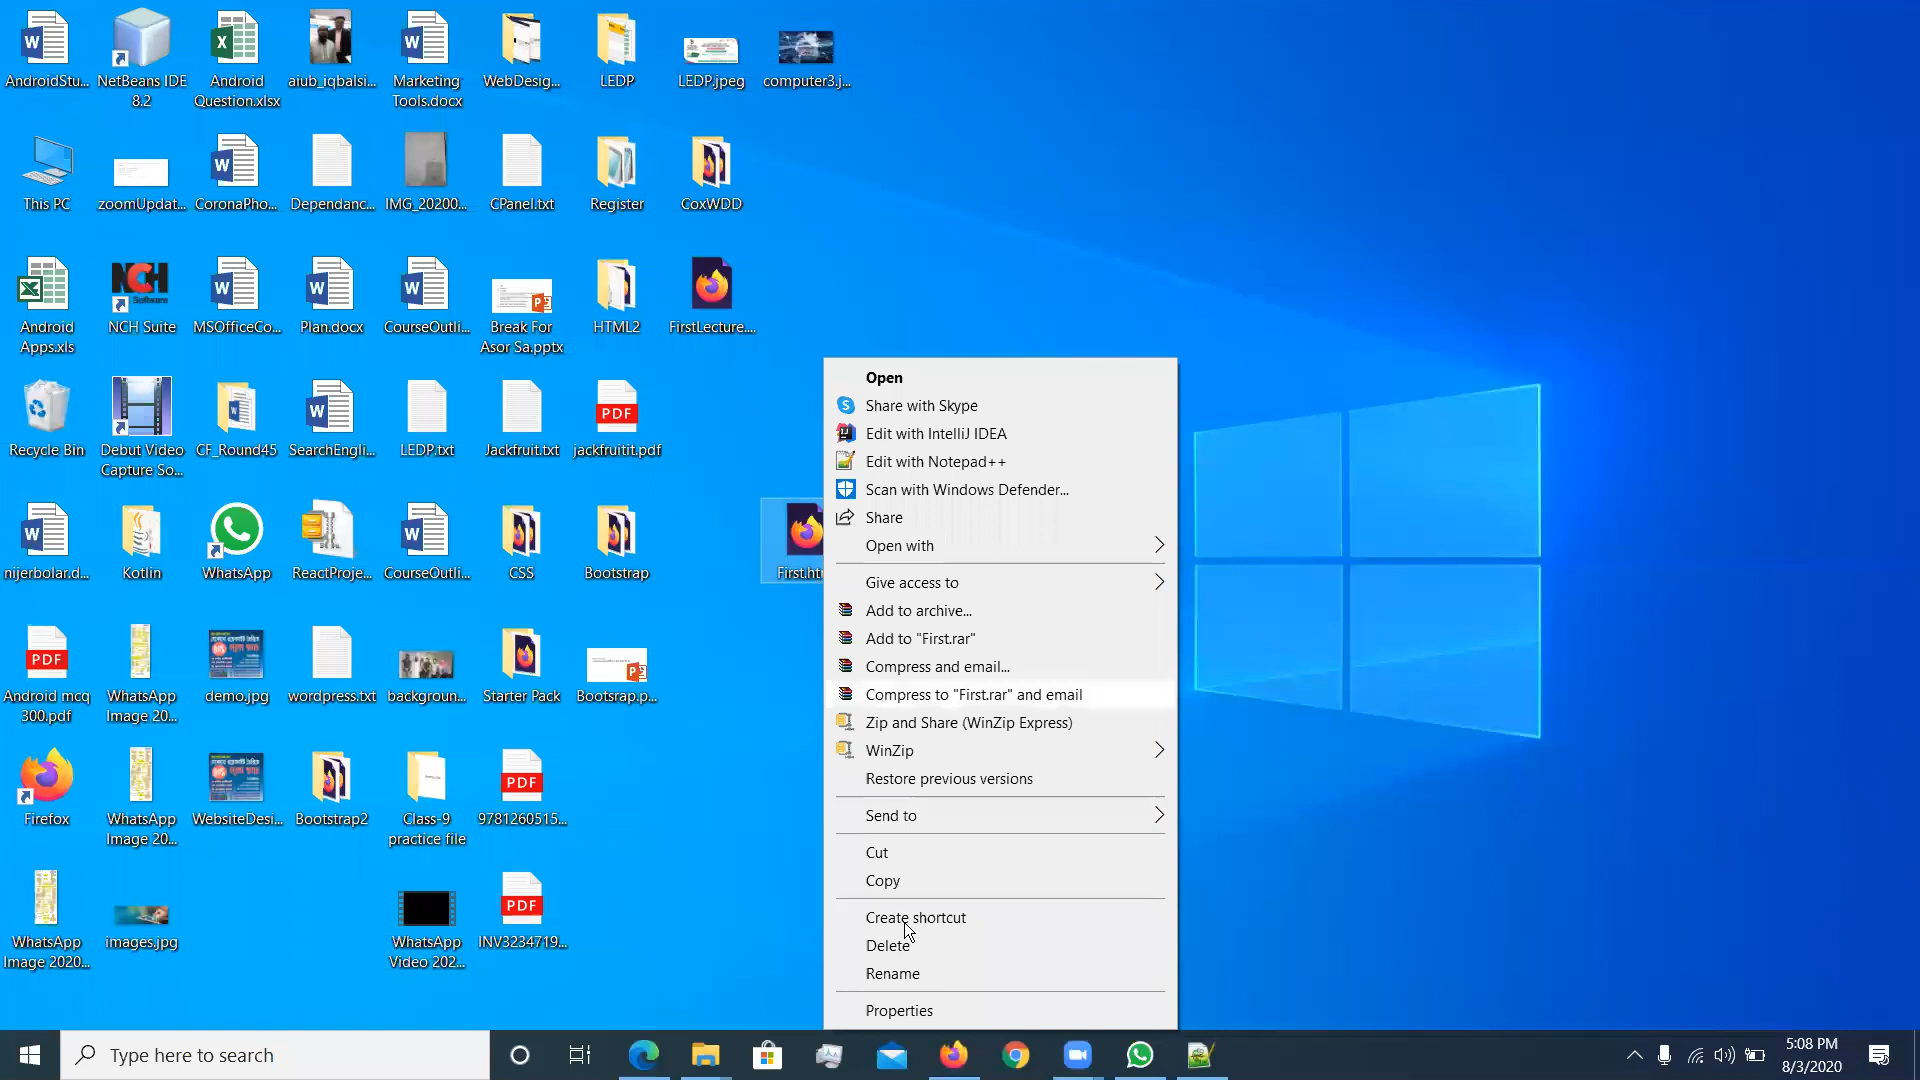 AndroidStu...
NetBeans IDE
8.2
Android
Question.xlsx
aiub_iqbalsi...
Marketing
Tools.docx
WebDesig...
LEDP
LEDP.jpeg
computer3.j...
This PC
zoomUpdat...
CoronaPho...
Dependanc...
IMG_20200...
CPanel.txt
Register
CoxWDD
Android
Apps.xls
NCH
Software
NCH Suite
MSOfficeCo...
Plan.docx
CourseOutli...
Break For
Asor Sa.pptx
HTML2
FirstLecture....
Recycle Bin
Debut Video
Capture So...
CF_Round45
SearchEngli...
LEDP.txt
Jackfruit.txt
PDF
jackfruitit.pdf
nijerbolar.d...
Kotlin
WhatsApp
ReactProje...
CourseOutli...
CSS
Bootstrap
First.htm
PDF
Android mcq
300.pdf
WhatsApp
Image 20...
demo.jpg
wordpress.txt
backgroun...
Starter Pack
Bootsrap.p...
Firefox
WhatsApp
Image 20...
WebsiteDesi...
Bootstrap2
Class-9
practice file
PDF
9781260515...
WhatsApp
Image 2020...
images.jpg
WhatsApp
Video 202...
PDF
INV3234719...
Open
Share with Skype
Edit with IntelliJ IDEA
Edit with Notepad++
Scan with Windows Defender...
Share
Open with
Give access to
Add to archive...
Add to "First.rar"
Compress and email...
Compress to "First.rar" and email
Zip and Share (WinZip Express)
WinZip
Restore previous versions
Send to
Cut
Copy
Create shortcut
Delete
Rename
Properties
Type here to search
5:08 PM
8/3/2020